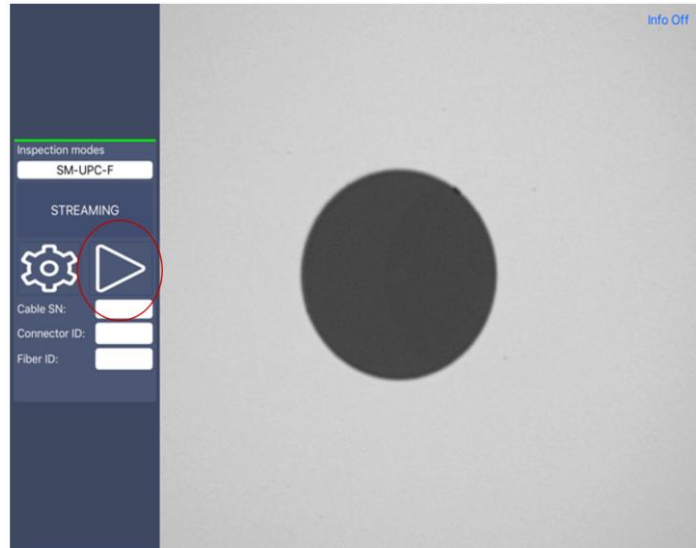 Info Off
Inspection modes
SM-UPC-F
STREAMING
Cable SN:
Connector ID:
Fiber ID: